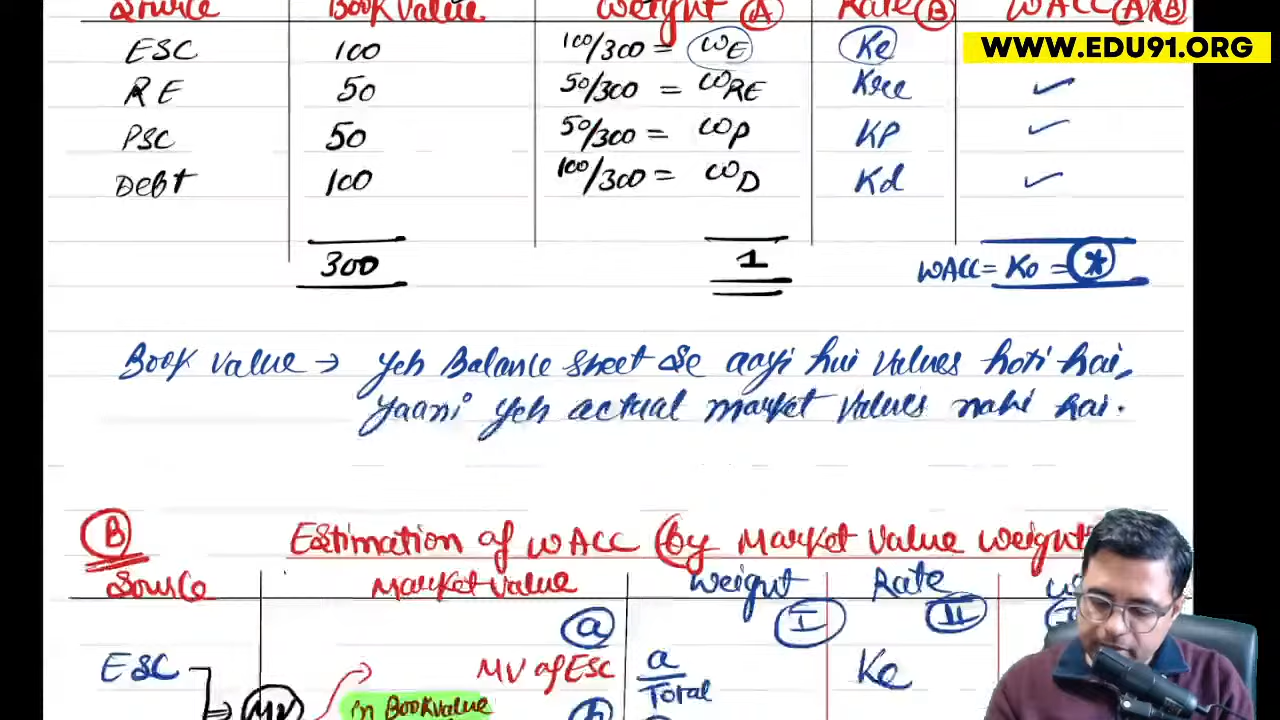 Source Book Value Weight (A) Rate (B) WACC (A×B)
WWW.EDU91.ORG
ESC 100 100/300 = ωE Ke
RE 50 50/300 = ωRE Kre
PSC 50 50/300 = ωP KP ✓
Debt 100 100/300 = ωD Kd ✓
300 1 WACC = Ko = *
Book value → yeh Balance sheet se aayi hui values hoti hai,
yaani yeh actual market values nahi hai.
B Estimation of WACC (by Market value weight
Source Market value Weight Rate
a I II
ESC MV of ESC a/Total Ke
in Book value